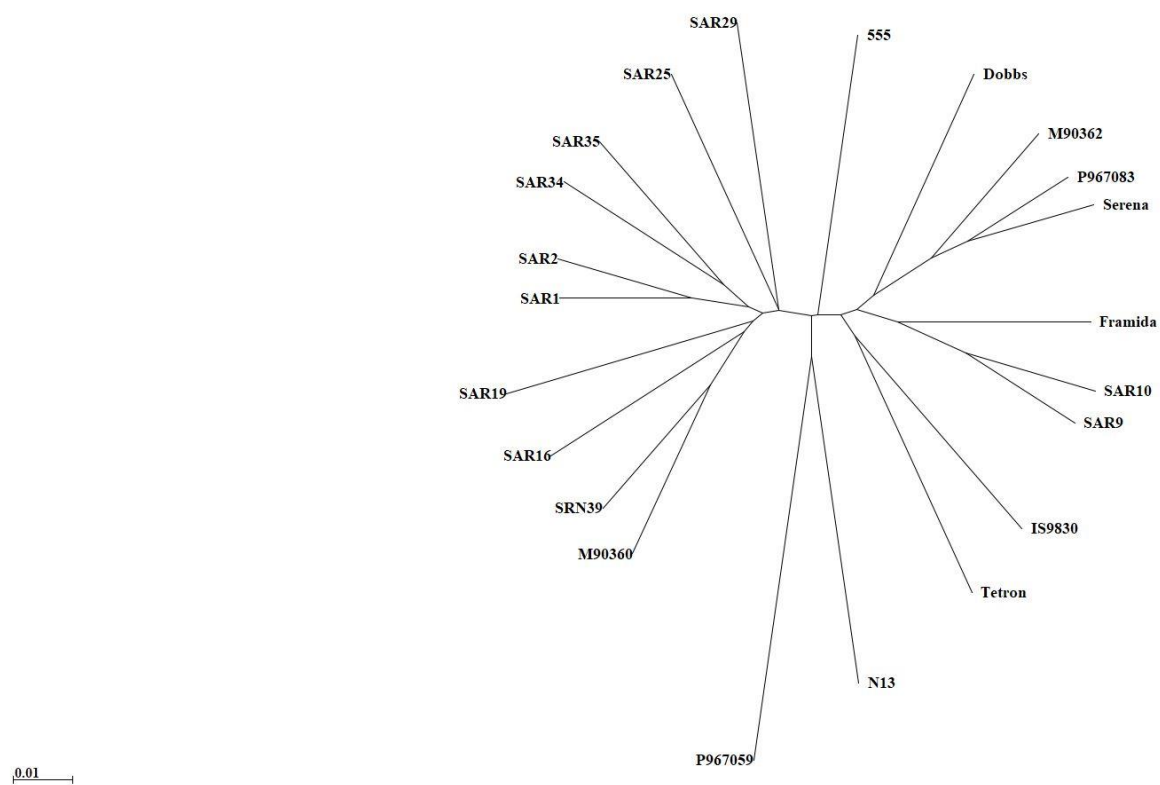 SAR29
555
SAR25
Dobbs
M90362
SAR35
P967083
SAR34
Serena
SAR2
SAR1
Framida
SAR19
SAR10
SAR9
SAR16
SRN39
IS9830
M90360
Tetron
N13
P967059
0.01